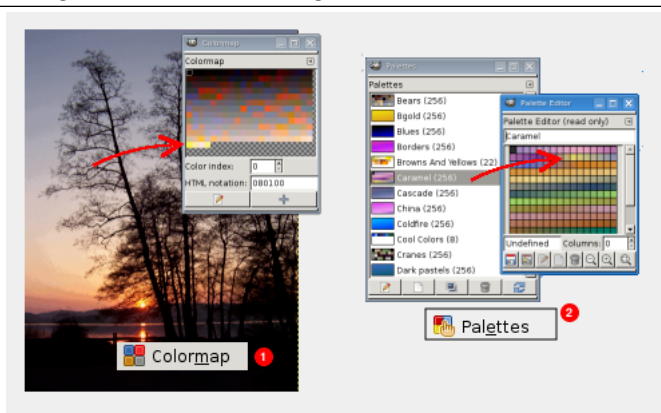 Colormap
Colormap
Color index: 0
HTML notation: 080100
Colormap 1
Palettes
Palettes
Bears (256)
Bgold (256)
Blues (256)
Borders (256)
Browns And Yellows (22)
Caramel (256)
Cascade (256)
China (256)
Coldfire (256)
Cool Colors (8)
Cranes (256)
Dark pastels (256)
Palette Editor
Palette Editor (read only)
Caramel
Undefined Columns: 0
Palettes 2